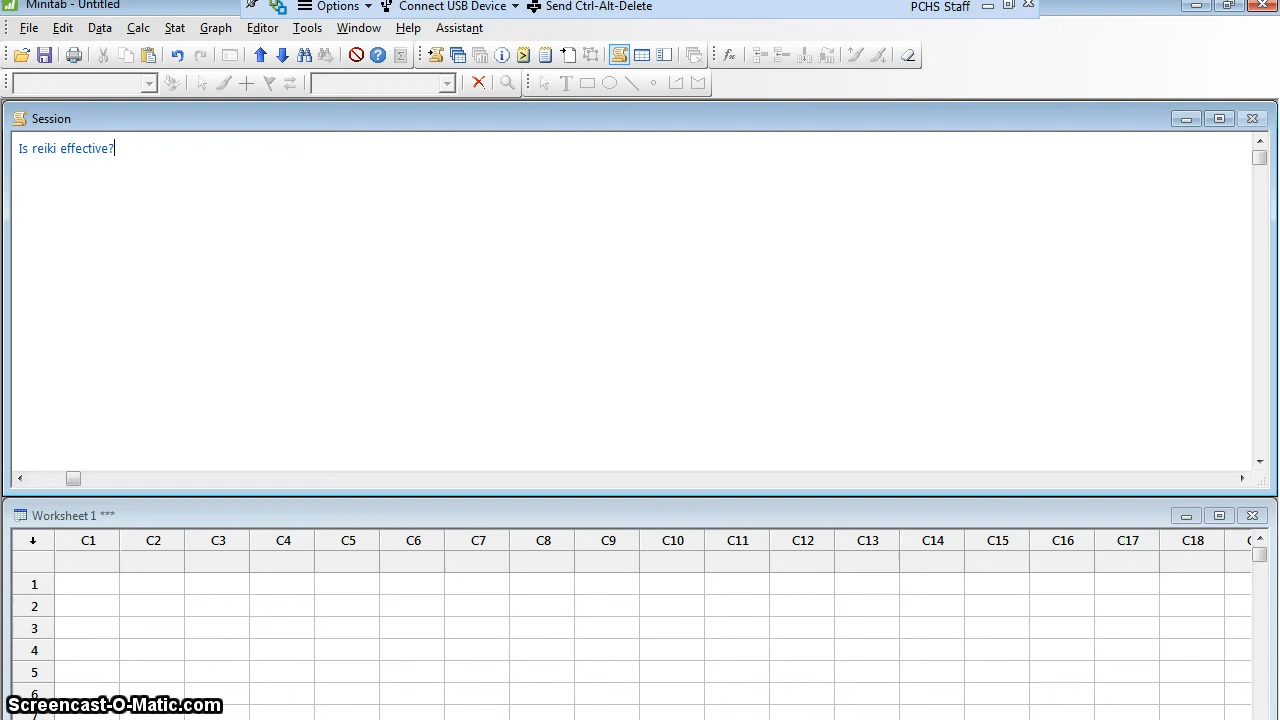 Minitab - Untitled
Options
Connect USB Device
Send Ctrl-Alt-Delete
PCHS Staff
File Edit Data Calc Stat Graph Editor Tools Window Help Assistant
Session
Is reiki effective?
Worksheet 1 ***
C1 C2 C3 C4 C5 C6 C7 C8 C9 C10 C11 C12 C13 C14 C15 C16 C17 C18
1
2
3
4
5
6
7
Screencast-O-Matic.com